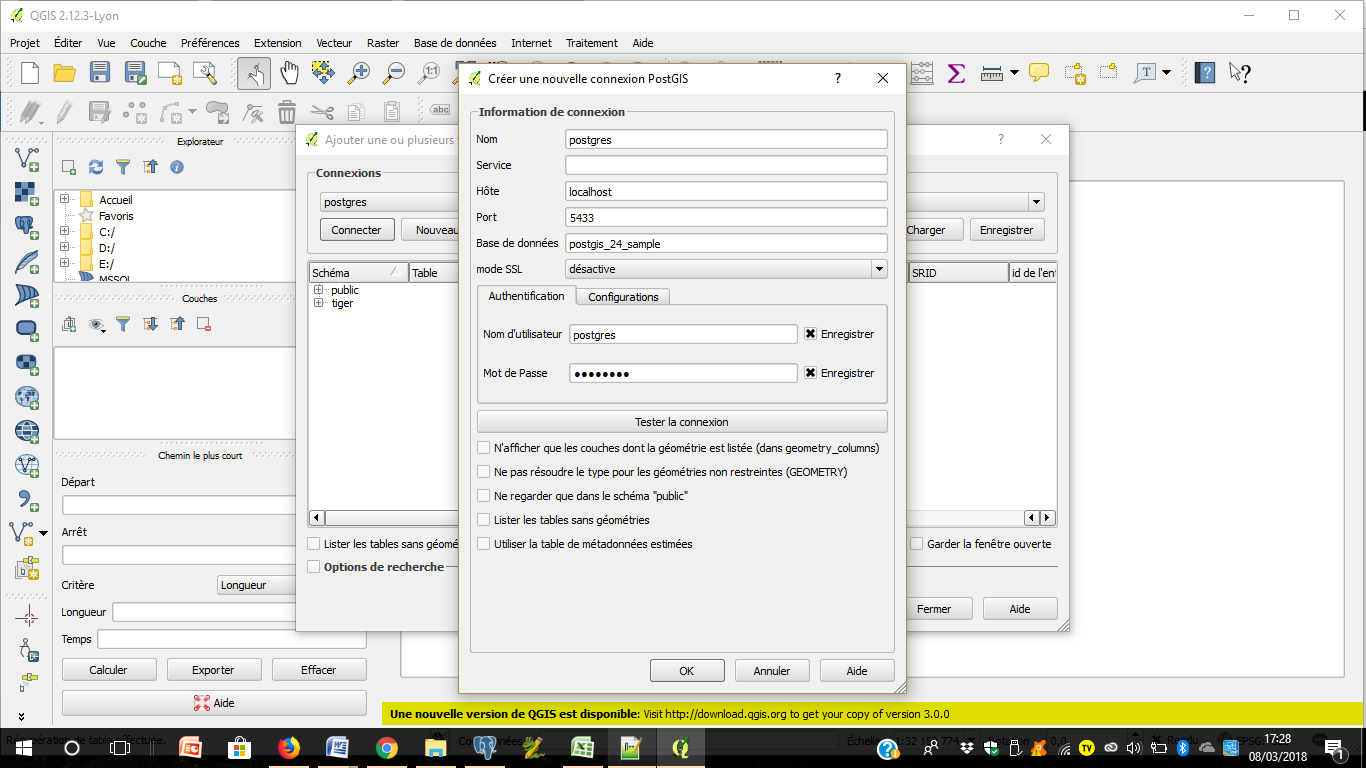 QGIS 2.12.3-Lyon
Projet Éditer Vue Couche Préférences Extension Vecteur Raster Base de données Internet Traitement Aide
abc
Explorateur
Accueil
Favoris
C:/
D:/
E:/
MSSQL
Couches
Chemin le plus court
Départ
Arrêt
Critère Longueur
Longueur
Temps
Calculer Exporter Effacer
Aide
Ajouter une ou plusieurs
?
Connexions
postgres
Connecter Nouveau Charger Enregistrer
Schéma Table SRID id de l'ent
public
tiger
Lister les tables sans géomé Garder la fenêtre ouverte
Options de recherche
Fermer Aide
Créer une nouvelle connexion PostGIS ?
Information de connexion
Nom postgres
Service
Hôte localhost
Port 5433
Base de données postgis_24_sample
mode SSL désactive
Authentification Configurations
Nom d'utilisateur postgres Enregistrer
Mot de Passe ●●●●●●●● Enregistrer
Tester la connexion
N'afficher que les couches dont la géométrie est listée (dans geometry_columns)
Ne pas résoudre le type pour les géométries non restreintes (GEOMETRY)
Ne regarder que dans le schéma "public"
Lister les tables sans géométries
Utiliser la table de métadonnées estimées
OK Annuler Aide
Une nouvelle version de QGIS est disponible: Visit http://download.qgis.org to get your copy of version 3.0.0
17:28
08/03/2018